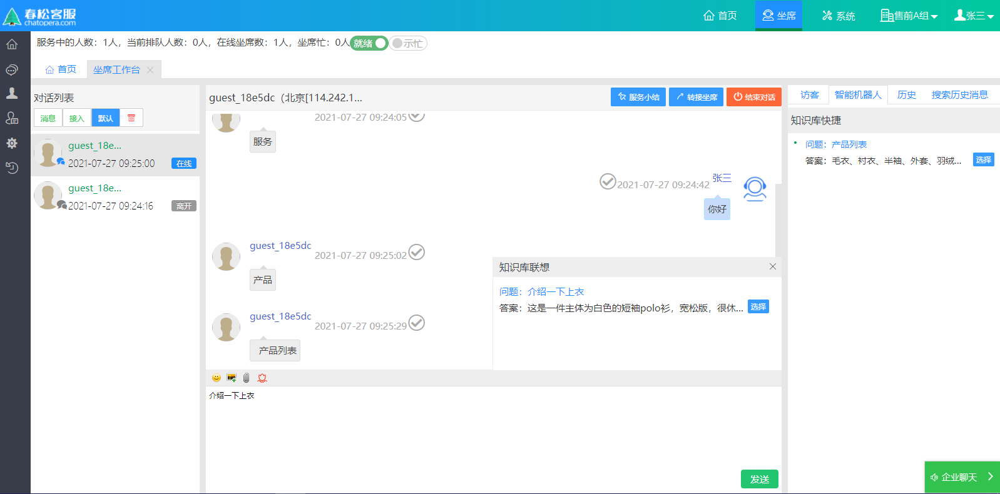 春松客服
chatopera.com
首页
坐席
系统
售前A组
张三
服务中的人数：1人，当前排队人数：0人，在线坐席数：1人，坐席忙：0人
就绪
示忙
首页
坐席工作台
对话列表
消息
接入
默认
guest_18e...
2021-07-27 09:25:00
在线
guest_18e...
2021-07-27 09:24:16
离开
guest_18e5dc（北京[114.242.1...
服务小结
转接坐席
结束对话
2021-07-27 09:24:05
服务
2021-07-27 09:24:42
张三
你好
guest_18e5dc
2021-07-27 09:25:02
产品
guest_18e5dc
2021-07-27 09:25:29
产品列表
知识库联想
问题：介绍一下上衣
答案：这是一件主体为白色的短袖polo衫，宽松版，很休...
选择
介绍一下上衣
发送
访客
智能机器人
历史
搜索历史消息
知识库快捷
问题：产品列表
答案：毛衣、衬衣、半袖、外套、羽绒...
选择
企业聊天